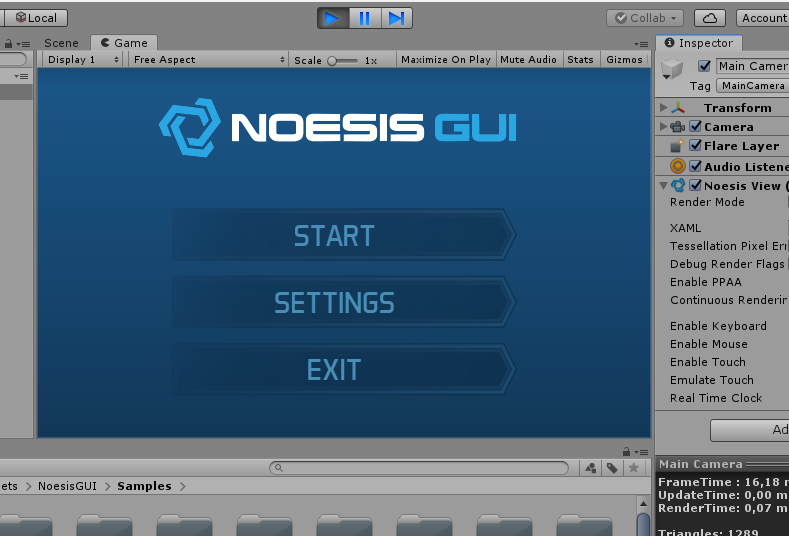 Local
Collab
Account
Scene
Game
Inspector
Display 1
Free Aspect
Scale
1x
Maximize On Play
Mute Audio
Stats
Gizmos
Main Camer
Tag
MainCamera
Transform
Camera
Flare Layer
Audio Listene
Noesis View (
Render Mode
XAML
Tessellation Pixel Err
Debug Render Flags
Enable PPAA
Continuous Renderin
Enable Keyboard
Enable Mouse
Enable Touch
Emulate Touch
Real Time Clock
Ad
NOESIS GUI
START
SETTINGS
EXIT
ets > NoesisGUI > Samples >
Main Camera
FrameTime : 16,18 m
UpdateTime: 0,00 m
RenderTime: 0,07 m
Triangles: 1289